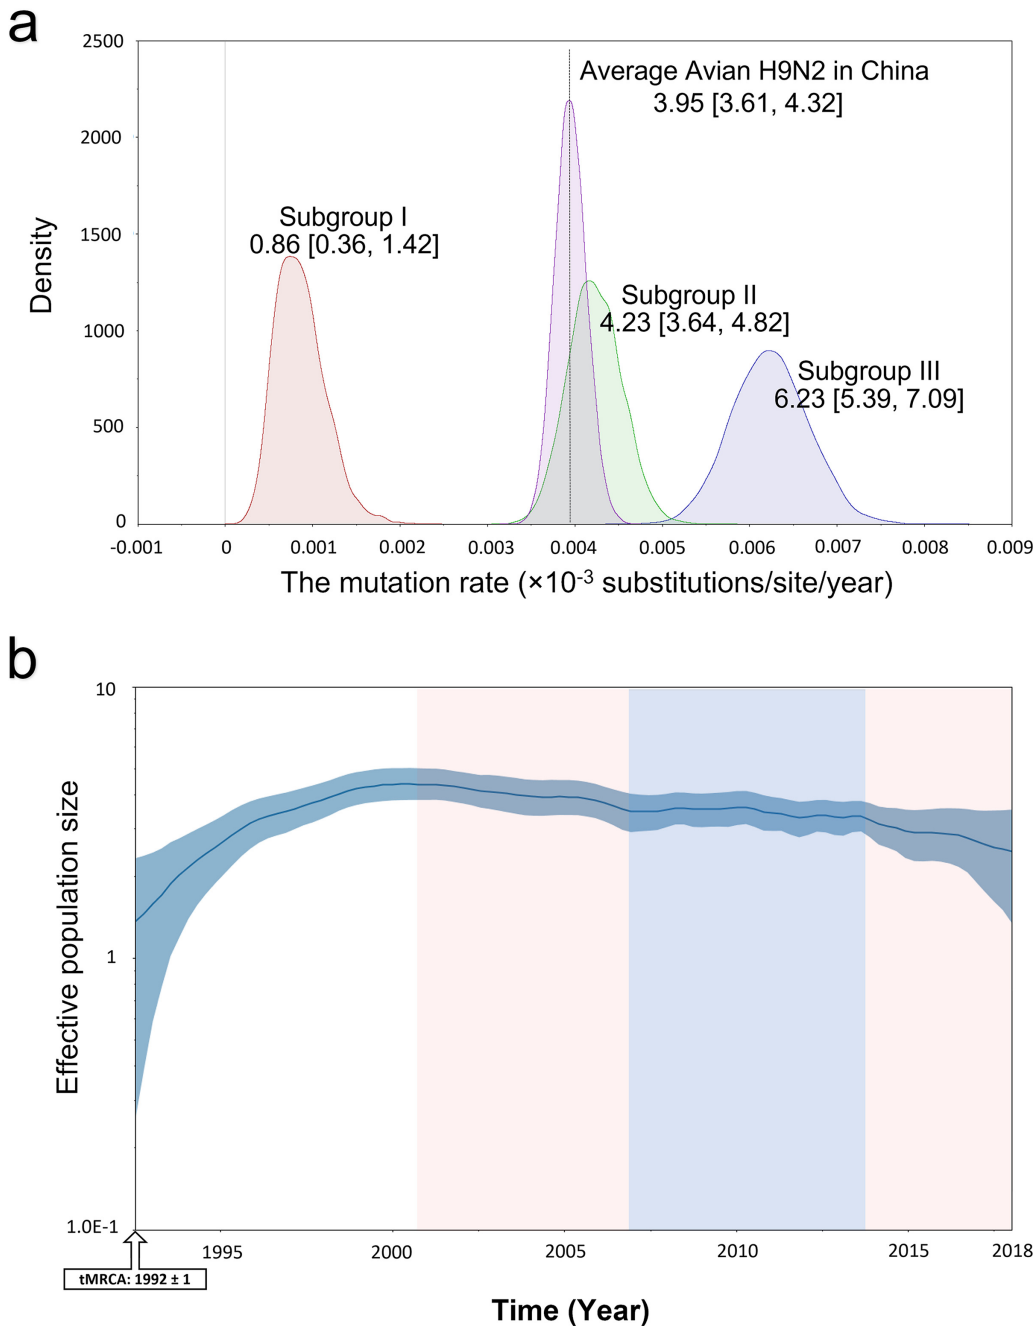 a
2500
2000
1500
1000
500
0
Density
Average Avian H9N2 in China
3.95 [3.61, 4.32]
Subgroup I
0.86 [0.36, 1.42]
Subgroup II
4.23 [3.64, 4.82]
Subgroup III
6.23 [5.39, 7.09]
-0.001 0 0.001 0.002 0.003 0.004 0.005 0.006 0.007 0.008 0.009
The mutation rate (×10⁻³ substitutions/site/year)
b
10
1
1.0E-1
Effective population size
1995 2000 2005 2010 2015 2018
tMRCA: 1992 ± 1
Time (Year)